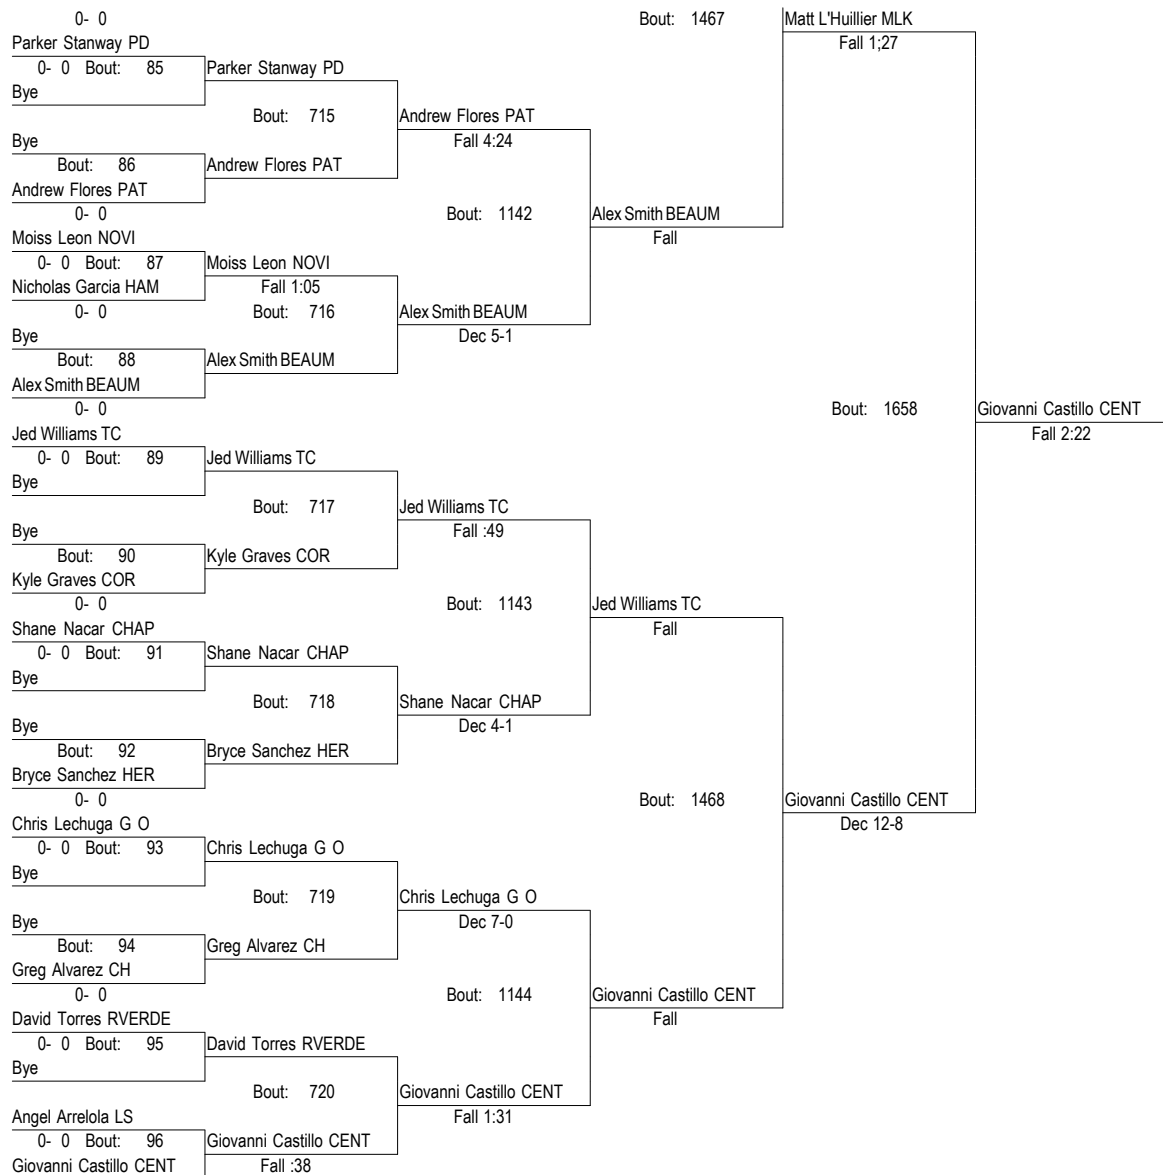 0- 0 Bout: 1467 Matt L'Huillier MLK
Parker Stanway PD Fall 1;27
0- 0 Bout: 85 Parker Stanway PD
Bye
Bout: 715 Andrew Flores PAT
Bye Fall 4:24
Bout: 86 Andrew Flores PAT
Andrew Flores PAT
0- 0 Bout: 1142 Alex Smith BEAUM
Moiss Leon NOVI Fall
0- 0 Bout: 87 Moiss Leon NOVI
Nicholas Garcia HAM Fall 1:05
0- 0 Bout: 716 Alex Smith BEAUM
Bye Dec 5-1
Bout: 88 Alex Smith BEAUM
Alex Smith BEAUM
0- 0 Bout: 1658 Giovanni Castillo CENT
Jed Williams TC Fall 2:22
0- 0 Bout: 89 Jed Williams TC
Bye
Bout: 717 Jed Williams TC
Bye Fall :49
Bout: 90 Kyle Graves COR
Kyle Graves COR
0- 0 Bout: 1143 Jed Williams TC
Shane Nacar CHAP Fall
0- 0 Bout: 91 Shane Nacar CHAP
Bye
Bout: 718 Shane Nacar CHAP
Bye Dec 4-1
Bout: 92 Bryce Sanchez HER
Bryce Sanchez HER
0- 0 Bout: 1468 Giovanni Castillo CENT
Chris Lechuga G O Dec 12-8
0- 0 Bout: 93 Chris Lechuga G O
Bye
Bout: 719 Chris Lechuga G O
Bye Dec 7-0
Bout: 94 Greg Alvarez CH
Greg Alvarez CH
0- 0 Bout: 1144 Giovanni Castillo CENT
David Torres RVERDE Fall
0- 0 Bout: 95 David Torres RVERDE
Bye
Bout: 720 Giovanni Castillo CENT
Angel Arrelola LS Fall 1:31
0- 0 Bout: 96 Giovanni Castillo CENT
Giovanni Castillo CENT Fall :38